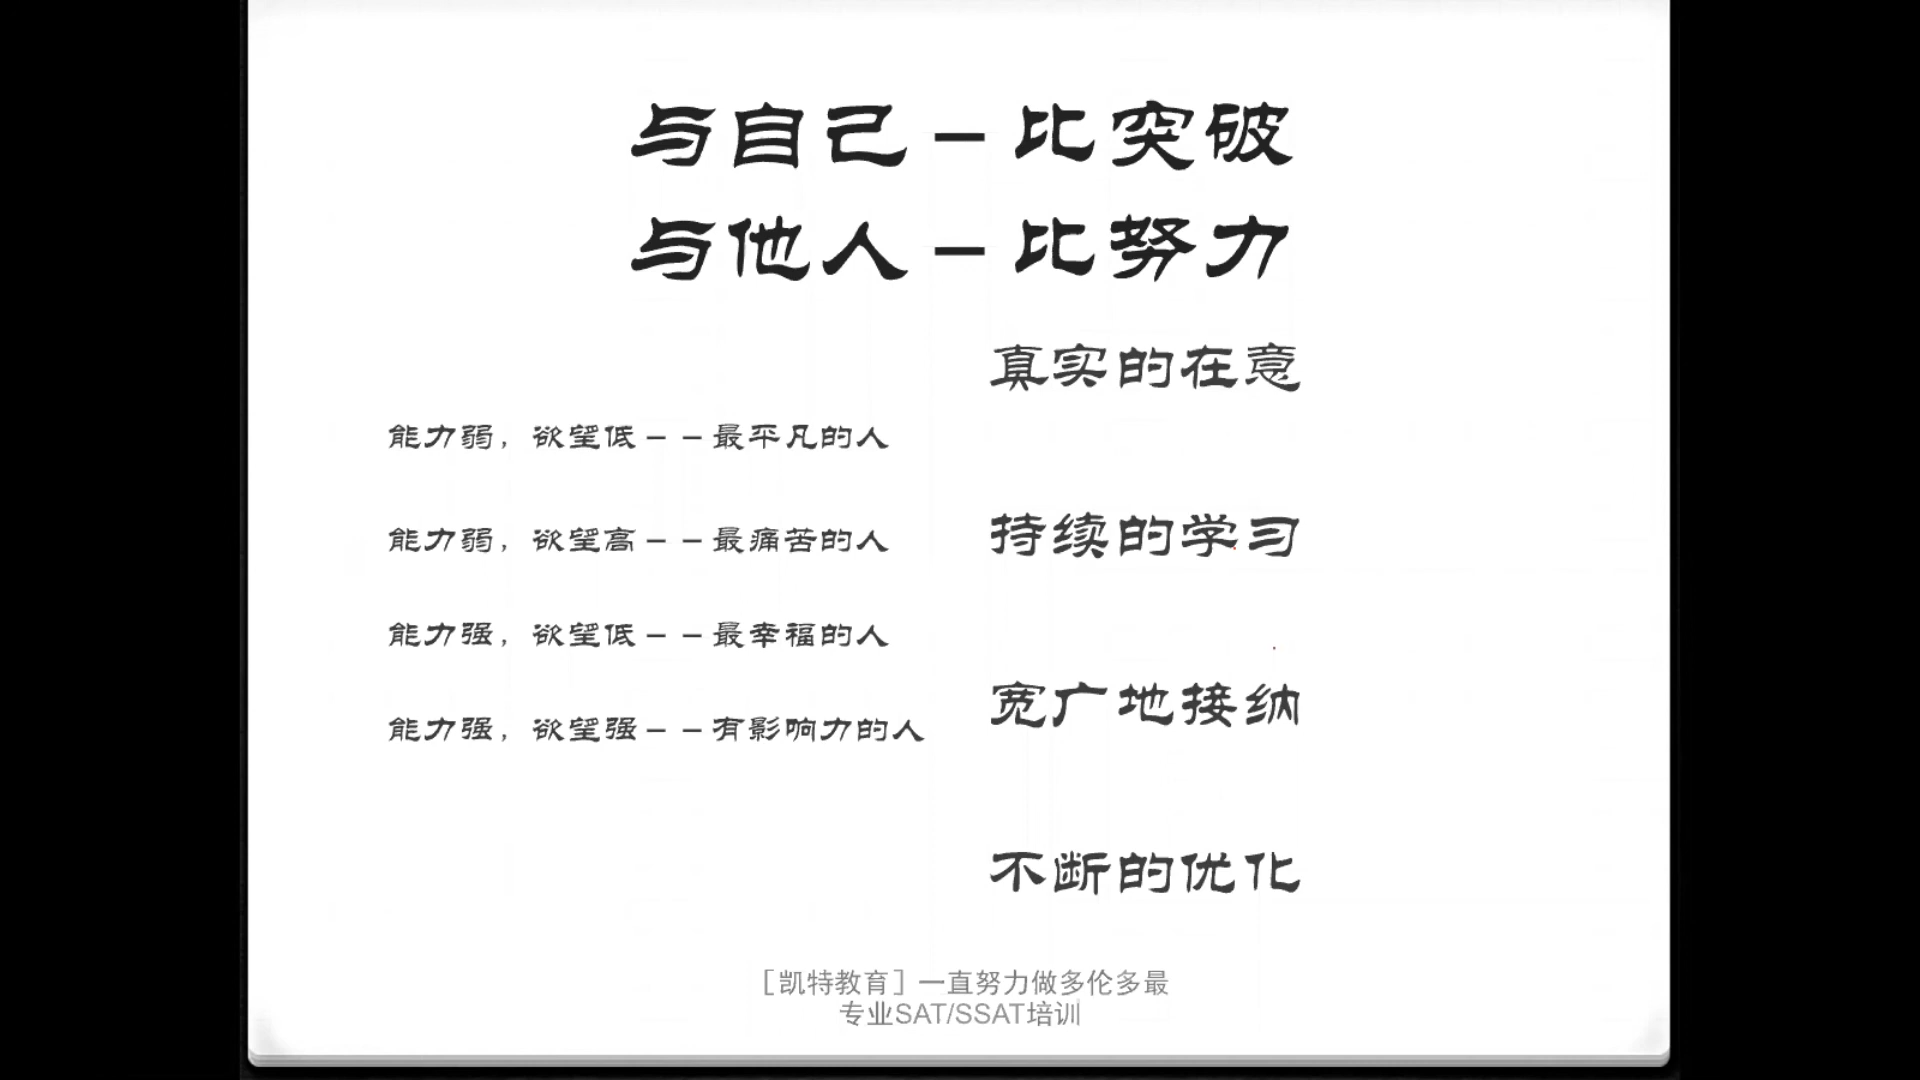 与自己－比突破
与他人－比努力
真实的在意
能力弱，欲望低－－最平凡的人
能力弱，欲望高－－最痛苦的人
持续的学习
能力强，欲望低－－最幸福的人
宽广地接纳
能力强，欲望强－－有影响力的人
不断的优化
［凯特教育］一直努力做多伦多最
专业SAT/SSAT培训